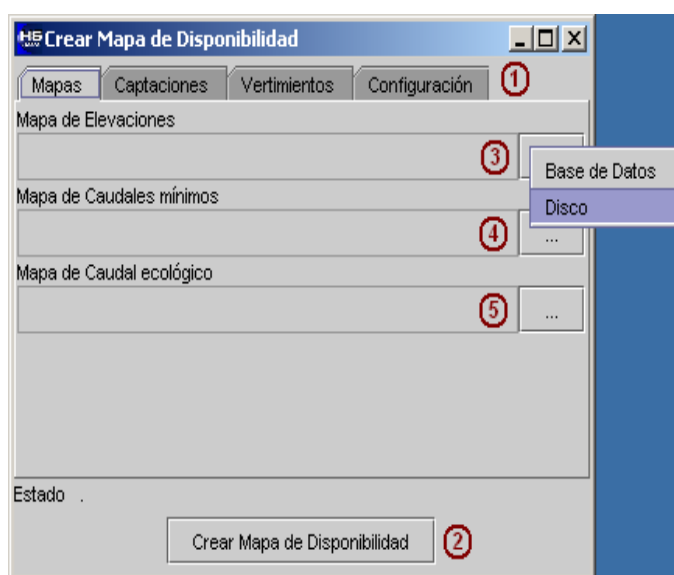 HS Crear Mapa de Disponibilidad
Mapas Captaciones Vertimientos Configuración 1
Mapa de Elevaciones
3
Base de Datos
Disco
Mapa de Caudales mínimos
4 ...
Mapa de Caudal ecológico
5 ...
Estado .
Crear Mapa de Disponibilidad 2